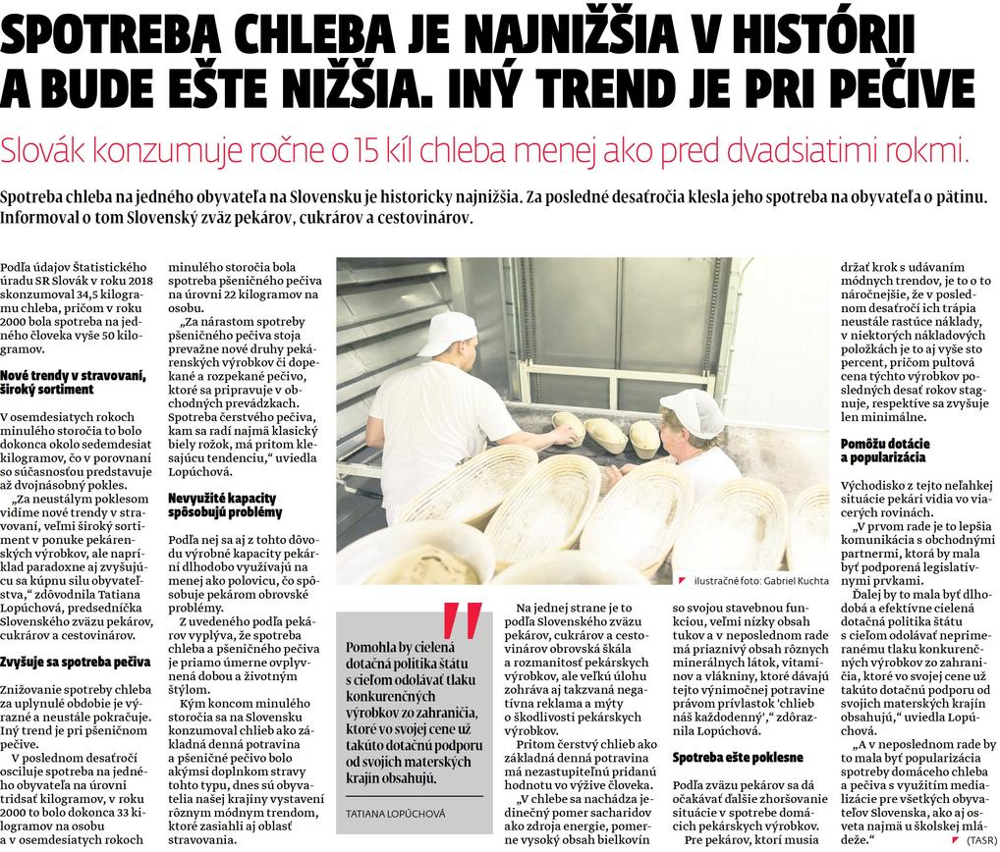 SPOTREBA CHLEBA JE NAJNIŽŠIA V HISTÓRII
A BUDE EŠTE NIŽŠIA. INÝ TREND JE PRI PEČIVE
Slovák konzumuje ročne o 15 kíl chleba menej ako pred dvadsiatimi rokmi.
Spotreba chleba na jedného obyvateľa na Slovensku je historicky najnižšia. Za posledné desaťročia klesla jeho spotreba na obyvateľa o pätinu.
Informoval o tom Slovenský zväz pekárov, cukrárov a cestovinárov.
Podľa údajov Štatistického
úradu SR Slovák v roku 2018
skonzumoval 34,5 kilogra-
mu chleba, pričom v roku
2000 bola spotreba na jed-
ného človeka vyše 50 kilo-
gramov.
Nové trendy v stravovaní,
široký sortiment
V osemdesiatych rokoch
minulého storočia to bolo
dokonca okolo sedemdesiat
kilogramov, čo v porovnaní
so súčasnosťou predstavuje
až dvojnásobný pokles.
„Za neustálym poklesom
vidíme nové trendy v stra-
vovaní, veľmi široký sorti-
ment v ponuke pekáren-
ských výrobkov, ale naprí-
klad paradoxne aj zvyšujú-
cu sa kúpnu silu obyvateľ-
stva,“ zdôvodnila Tatiana
Lopúchová, predsedníčka
Slovenského zväzu pekárov,
cukrárov a cestovinárov.
Zvyšuje sa spotreba pečiva
Znižovanie spotreby chleba
za uplynulé obdobie je vý-
razné a neustále pokračuje.
Iný trend je pri pšeničnom
pečive.
V poslednom desaťročí
osciluje spotreba na jedné-
ho obyvateľa na úrovni
tridsať kilogramov, v roku
2000 to bolo dokonca 33 ki-
logramov na osobu
a v osemdesiatych rokoch
minulého storočia bola
spotreba pšeničného pečiva
na úrovni 22 kilogramov na
osobu.
„Za nárastom spotreby
pšeničného pečiva stoja
prevažne nové druhy peká-
renských výrobkov či dope-
kané a rozpekané pečivo,
ktoré sa pripravuje v ob-
chodných prevádzkach.
Spotreba čerstvého pečiva,
kam sa radí najmä klasický
biely rožok, má pritom kle-
sajúcu tendenciu,“ uviedla
Lopúchová.
Nevyužité kapacity
spôsobujú problémy
Podľa nej sa aj z tohto dôvo-
du výrobné kapacity pekár-
ní dlhodobo využívajú na
menej ako polovicu, čo spô-
sobuje pekárom obrovské
problémy.
Z uvedeného podľa peká-
rov vyplýva, že spotreba
chleba a pšeničného pečiva
je priamo úmerne ovplyv-
nená dobou a životným
štýlom.
Kým koncom minulého
storočia sa na Slovensku
konzumoval chlieb ako zá-
kladná denná potravina
a pšeničné pečivo bolo
akýmsi doplnkom stravy
tohto typu, dnes sú obyva-
telia našej krajiny vystavení
rôznym módnym trendom,
ktoré zasiahli aj oblasť
stravovania.
ilustračné foto: Gabriel Kuchta
"
Pomohla by cielená
dotačná politika štátu
s cieľom odolávať tlaku
konkurenčných
výrobkov zo zahraničia,
ktoré vo svojej cene už
takúto dotačnú podporu
od svojich materských
krajín obsahujú.
TATIANA LOPÚCHOVÁ
Na jednej strane je to
podľa Slovenského zväzu
pekárov, cukrárov a cesto-
vinárov obrovská škála
a rozmanitosť pekárskych
výrobkov, ale veľkú úlohu
zohráva aj takzvaná nega-
tívna reklama a mýty
o škodlivosti pekárskych
výrobkov.
Pritom čerstvý chlieb ako
základná denná potravina
má nezastupiteľnú pridanú
hodnotu vo výžive človeka.
„V chlebe sa nachádza je-
dinečný pomer sacharidov
ako zdroja energie, pomer-
ne vysoký obsah bielkovín
so svojou stavebnou fun-
kciou, veľmi nízky obsah
tukov a v neposlednom rade
má priaznivý obsah rôznych
minerálnych látok, vitamí-
nov a vlákniny, ktoré dávajú
tejto výnimočnej potravine
právom prívlastok 'chlieb
náš každodenný',“ zdôraz-
nila Lopúchová.
Spotreba ešte poklesne
Podľa zväzu pekárov sa dá
očakávať ďalšie zhoršovanie
situácie v spotrebe domá-
cich pekárskych výrobkov.
Pre pekárov, ktorí musia
držať krok s udávaním
módnych trendov, je to o to
náročnejšie, že v posled-
nom desaťročí ich trápia
neustále rastúce náklady,
v niektorých nákladových
položkách je to aj vyše sto
percent, pričom pultová
cena týchto výrobkov po-
sledných desať rokov stag-
nuje, respektíve sa zvyšuje
len minimálne.
Pomôžu dotácie
a popularizácia
Východisko z tejto neľahkej
situácie pekári vidia vo via-
cerých rovinách.
„V prvom rade je to lepšia
komunikácia s obchodnými
partnermi, ktorá by mala
byť podporená legislatív-
nymi prvkami.
Ďalej by to mala byť dlho-
dobá a efektívne cielená
dotačná politika štátu
s cieľom odolávať neprime-
ranému tlaku konkurenč-
ných výrobkov zo zahrani-
čia, ktoré vo svojej cene už
takúto dotačnú podporu od
svojich materských krajín
obsahujú,“ uviedla Lopú-
chová.
„A v neposlednom rade by
to mala byť popularizácia
spotreby domáceho chleba
a pečiva s využitím media-
lizácie pre všetkých obyva-
teľov Slovenska, ako aj os-
veta najmä u školskej mlá-
deže.“ (TASR)